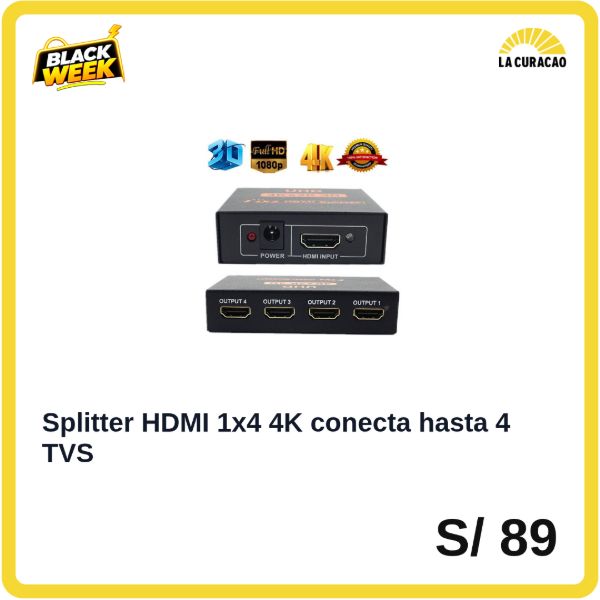 BLACK
WEEK
LA CURACAO
3D
Full HD
1080p
4K
POWER
HDMI INPUT
OUTPUT 4
OUTPUT 3
OUTPUT 2
OUTPUT 1
Splitter HDMI 1x4 4K conecta hasta 4
TVS
S/ 89